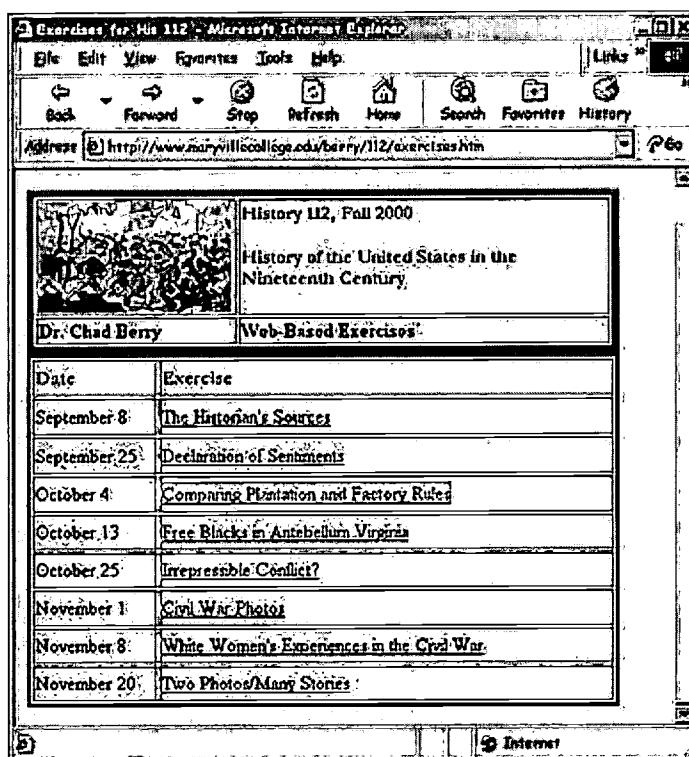 Exercises for His 112 - Microsoft Internet Explorer
File Edit View Favorites Tools Help Links »
Back Forward Stop Refresh Home Search Favorites History »
Address http://www.maryvillecollege.edu/berry/112/exercises.htm Go
History 112, Fall 2000
History of the United States in the
Nineteenth Century
Dr. Chad Berry Web-Based Exercises
Date Exercise
September 8 The Historian's Sources
September 25 Declaration of Sentiments
October 4 Comparing Plantation and Factory Rules
October 13 Free Blacks in Antebellum Virginia
October 25 Irrepressible Conflict?
November 1 Civil War Photos
November 8 White Women's Experiences in the Civil War
November 20 Two Photos/Many Stories
Internet